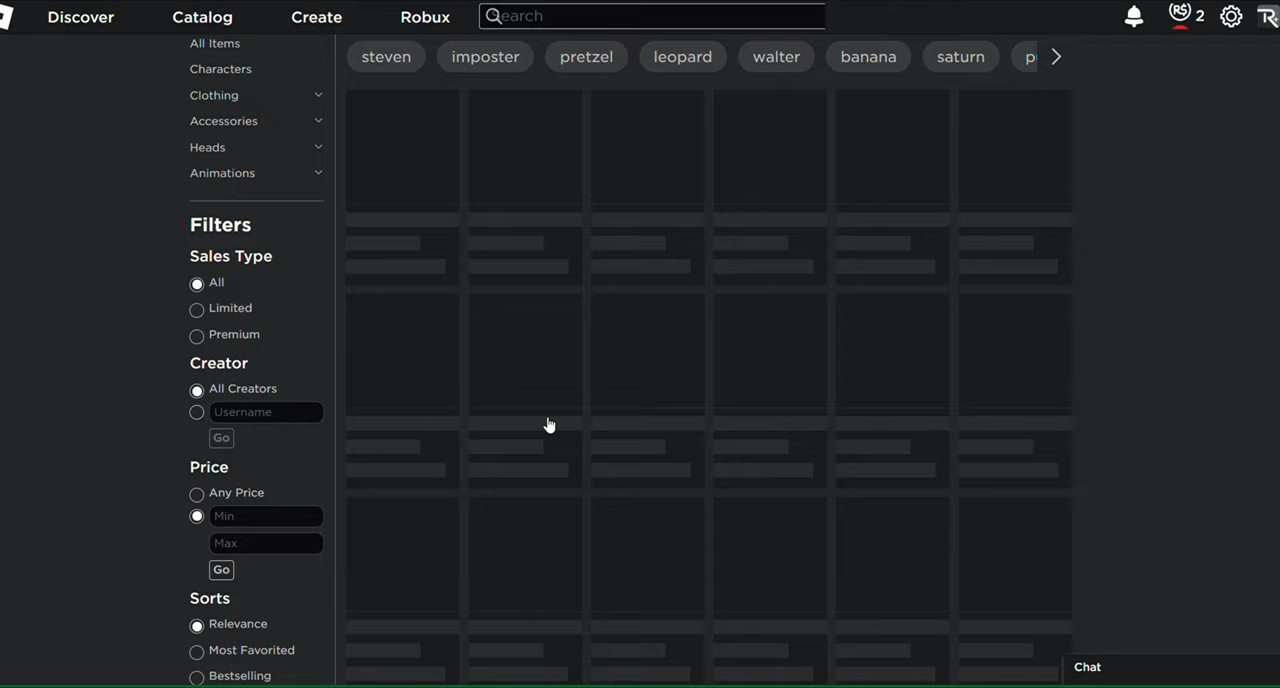 Discover Catalog Create Robux Search 2
steven imposter pretzel leopard walter banana saturn
All Items
Characters
Clothing
Accessories
Heads
Animations
Filters
Sales Type
All
Limited
Premium
Creator
All Creators
Username
Go
Price
Any Price
Min
Max
Go
Sorts
Relevance
Most Favorited
Bestselling
Chat